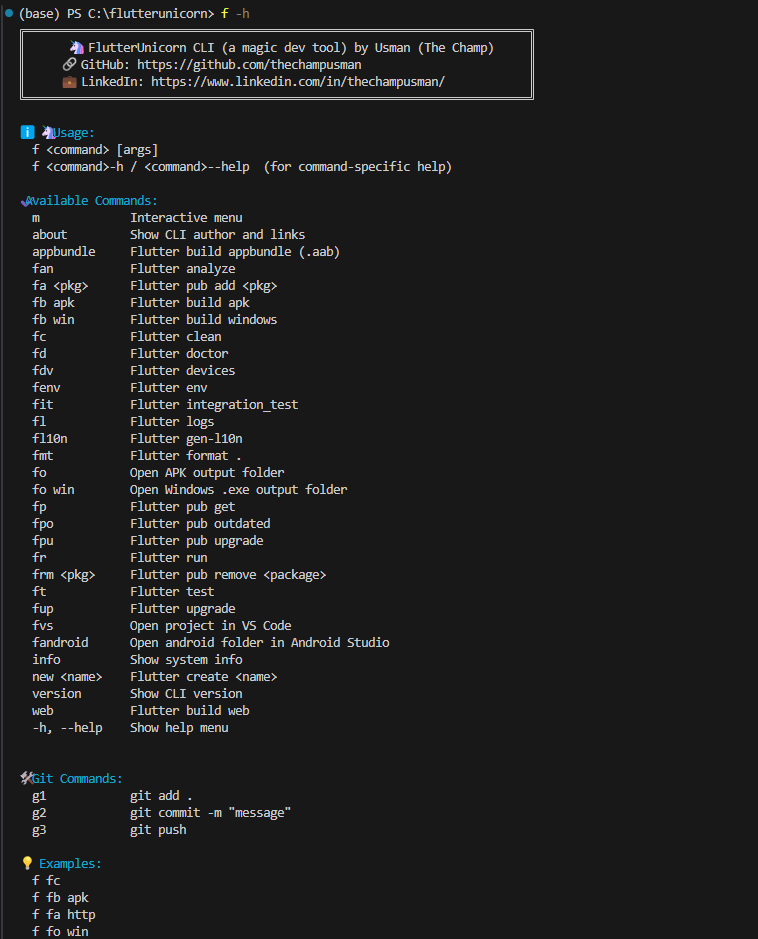 (base) PS C:\flutterunicorn> f -h
🦄 FlutterUnicorn CLI (a magic dev tool) by Usman (The Champ)
🔗 GitHub: https://github.com/thechampusman
💼 LinkedIn: https://www.linkedin.com/in/thechampusman/
ℹ️ 🦄Usage:
f <command> [args]
f <command>-h / <command>--help  (for command-specific help)
Available Commands:
m Interactive menu
about Show CLI author and links
appbundle Flutter build appbundle (.aab)
fan Flutter analyze
fa <pkg> Flutter pub add <pkg>
fb apk Flutter build apk
fb win Flutter build windows
fc Flutter clean
fd Flutter doctor
fdv Flutter devices
fenv Flutter env
fit Flutter integration_test
fl Flutter logs
fl10n Flutter gen-l10n
fmt Flutter format .
fo Open APK output folder
fo win Open Windows .exe output folder
fp Flutter pub get
fpo Flutter pub outdated
fpu Flutter pub upgrade
fr Flutter run
frm <pkg> Flutter pub remove <package>
ft Flutter test
fup Flutter upgrade
fvs Open project in VS Code
fandroid Open android folder in Android Studio
info Show system info
new <name> Flutter create <name>
version Show CLI version
web Flutter build web
-h, --help Show help menu
🛠Git Commands:
g1 git add .
g2 git commit -m "message"
g3 git push
💡 Examples:
f fc
f fb apk
f fa http
f fo win